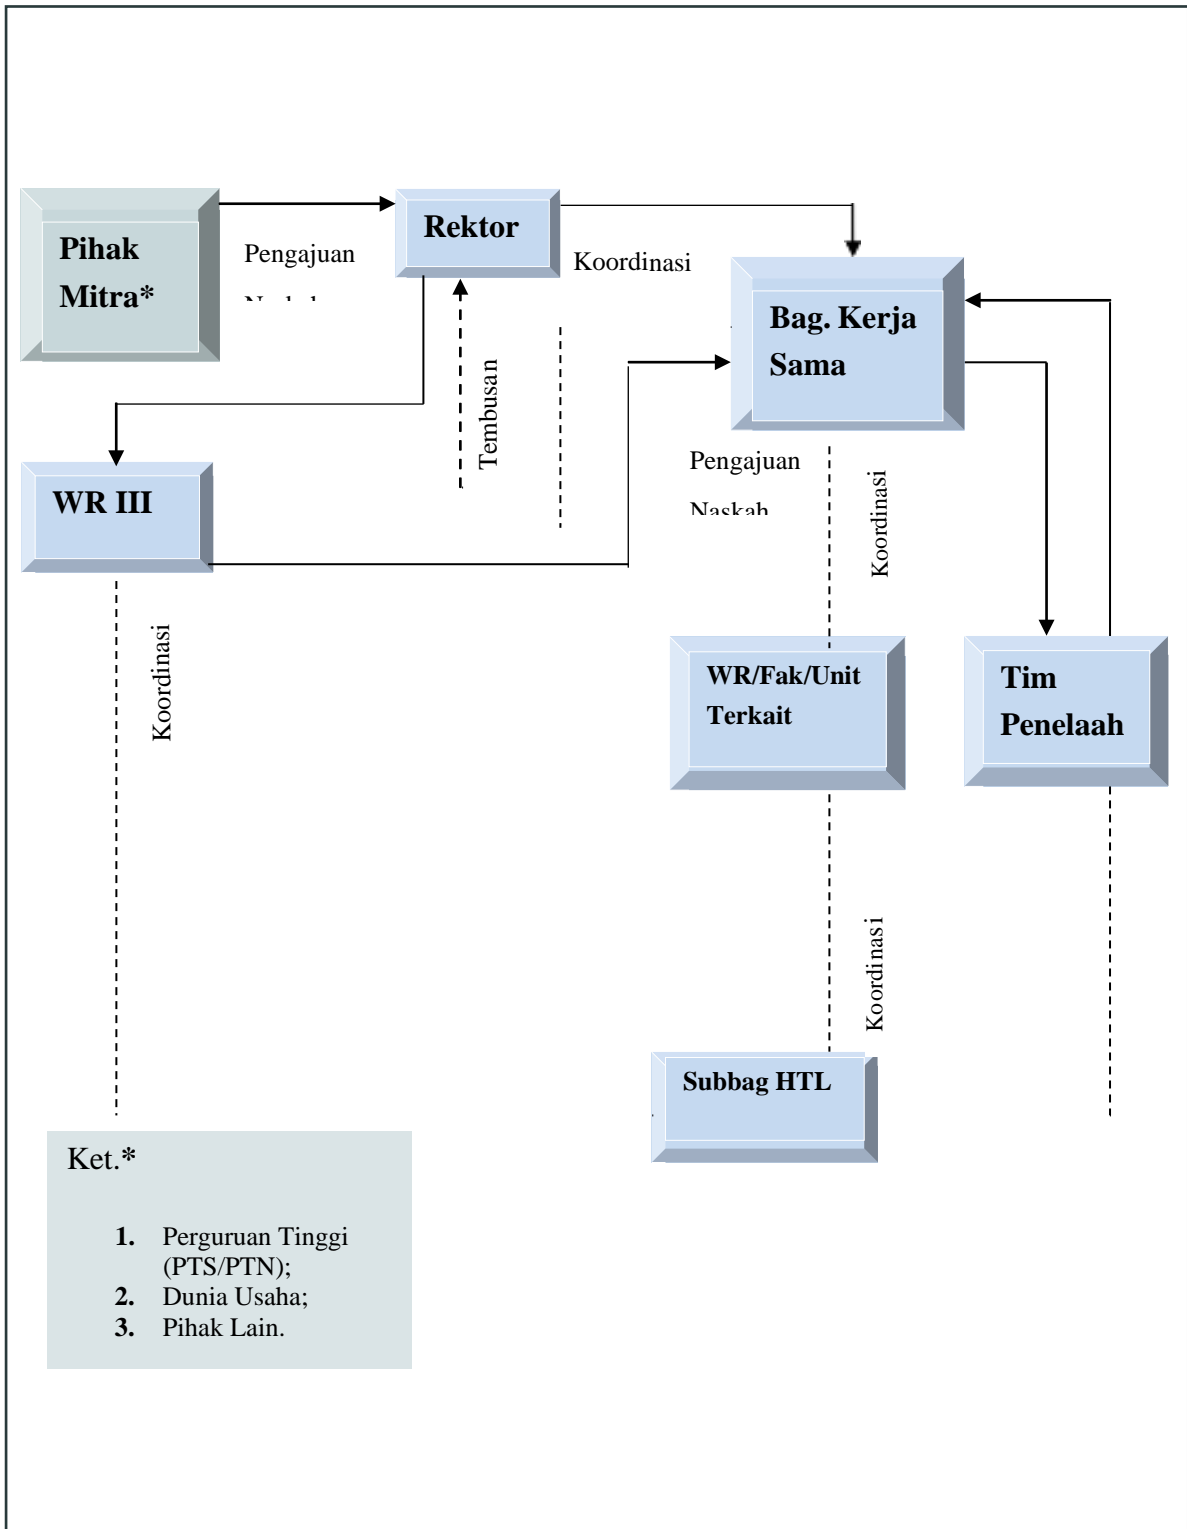 Pihak
Mitra*
Pengajuan
Rektor
Koordinasi
Bag. Kerja
Sama
Tembusan
WR III
Pengajuan
Naskah
Koordinasi
Koordinasi
WR/Fak/Unit
Terkait
Tim
Penelaah
Koordinasi
Subbag HTL
Ket.*
1. Perguruan Tinggi
(PTS/PTN);
2. Dunia Usaha;
3. Pihak Lain.